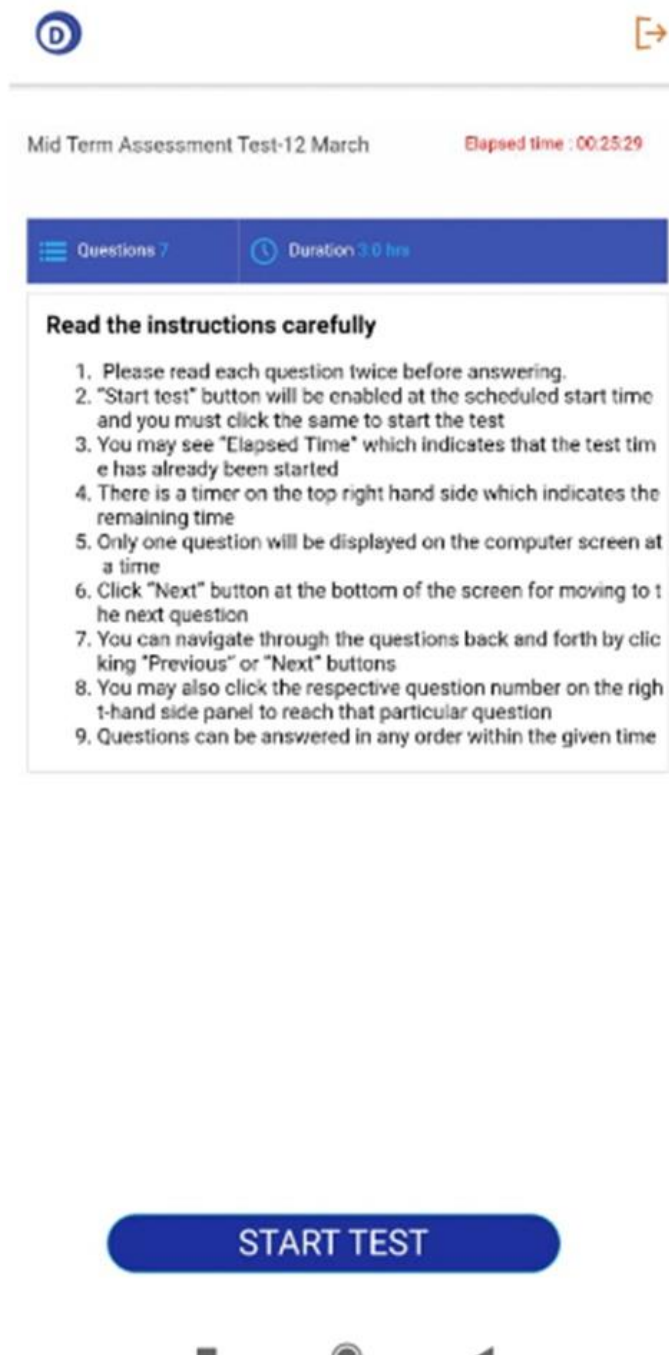 D
Mid Term Assessment Test-12 March
Elapsed time : 00:25:29
Questions 7
Duration 3.0 hrs
Read the instructions carefully
1. Please read each question twice before answering.
2. "Start test" button will be enabled at the scheduled start time
and you must click the same to start the test
3. You may see "Elapsed Time" which indicates that the test tim
e has already been started
4. There is a timer on the top right hand side which indicates the
remaining time
5. Only one question will be displayed on the computer screen at
a time
6. Click "Next" button at the bottom of the screen for moving to t
he next question
7. You can navigate through the questions back and forth by clic
king "Previous" or "Next" buttons
8. You may also click the respective question number on the righ
t-hand side panel to reach that particular question
9. Questions can be answered in any order within the given time
START TEST